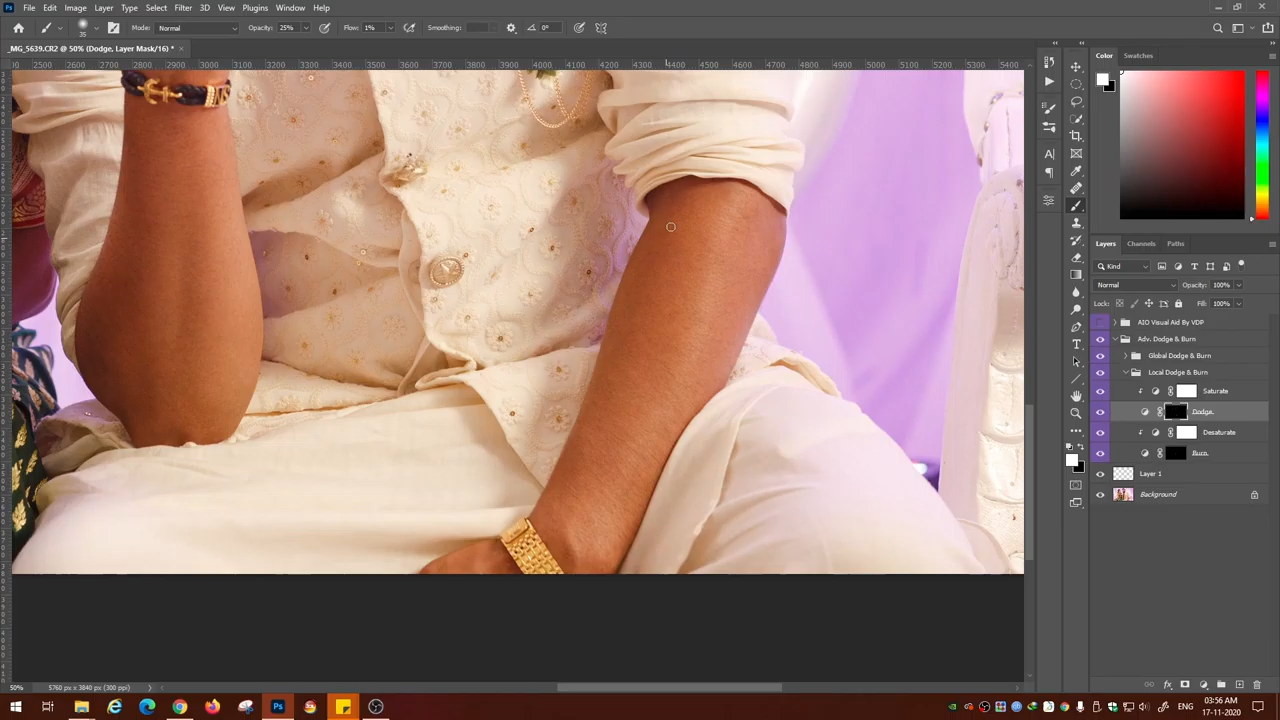 File Edit Image Layer Type Select Filter 3D View Plugins Window Help
35 Mode: Normal Opacity: 25% Flow: 1% Smoothing: 0°
_MG_5639.CR2 @ 50% (Dodge, Layer Mask/16) *
2500 2600 2700 2800 2900 3000 3100 3200 3300 3400 3500 3600 3700 3800 3900 4000 4100 4200 4300 4400 4500 4600 4700 4800 4900 5000 5100 5200 5300 5400
Color Swatches
Layers Channels Paths
Kind
Normal Opacity: 100%
Lock: Fill: 100%
AIO Visual Aid By VDP
Adv. Dodge & Burn
Global Dodge & Burn
Local Dodge & Burn
Saturate
Dodge.
Desaturate
Burn.
Layer 1
Background
50% 5760 px x 3840 px (300 ppi)
ENG 03:56 AM
17-11-2020